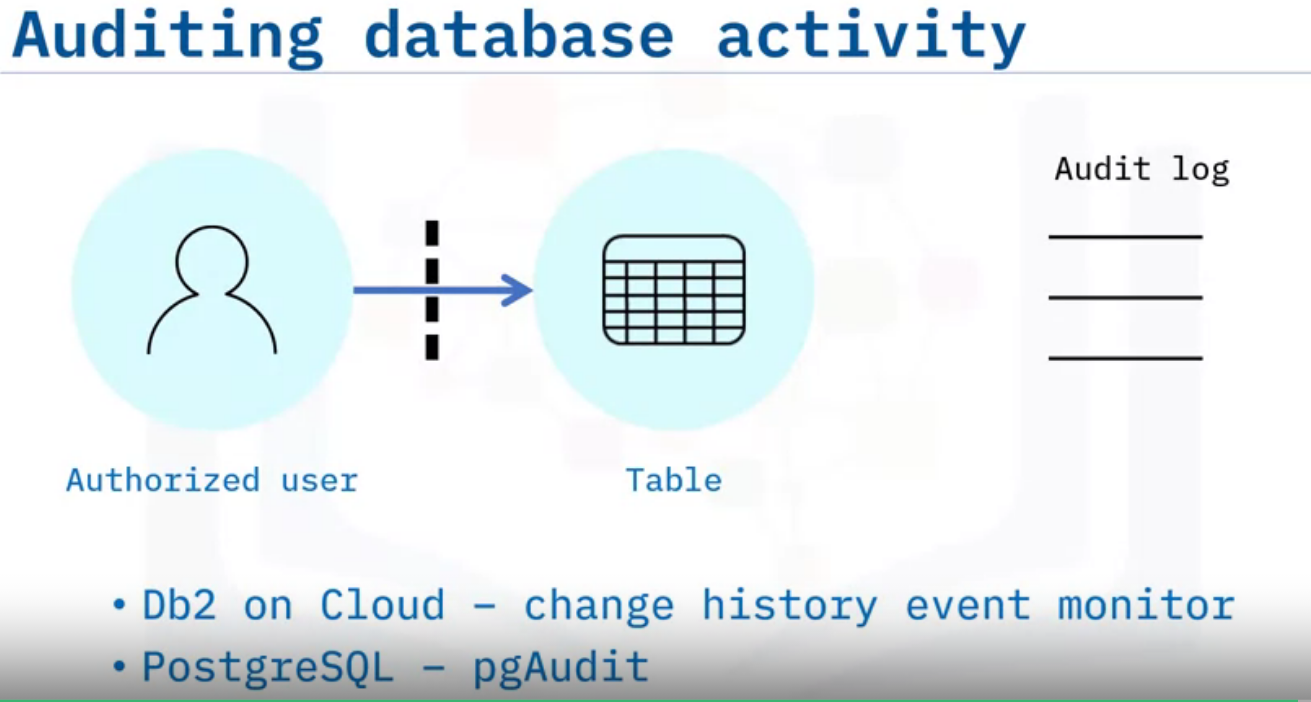 Auditing database activity
Audit log
Authorized user
Table
• Db2 on Cloud – change history event monitor
• PostgreSQL – pgAudit